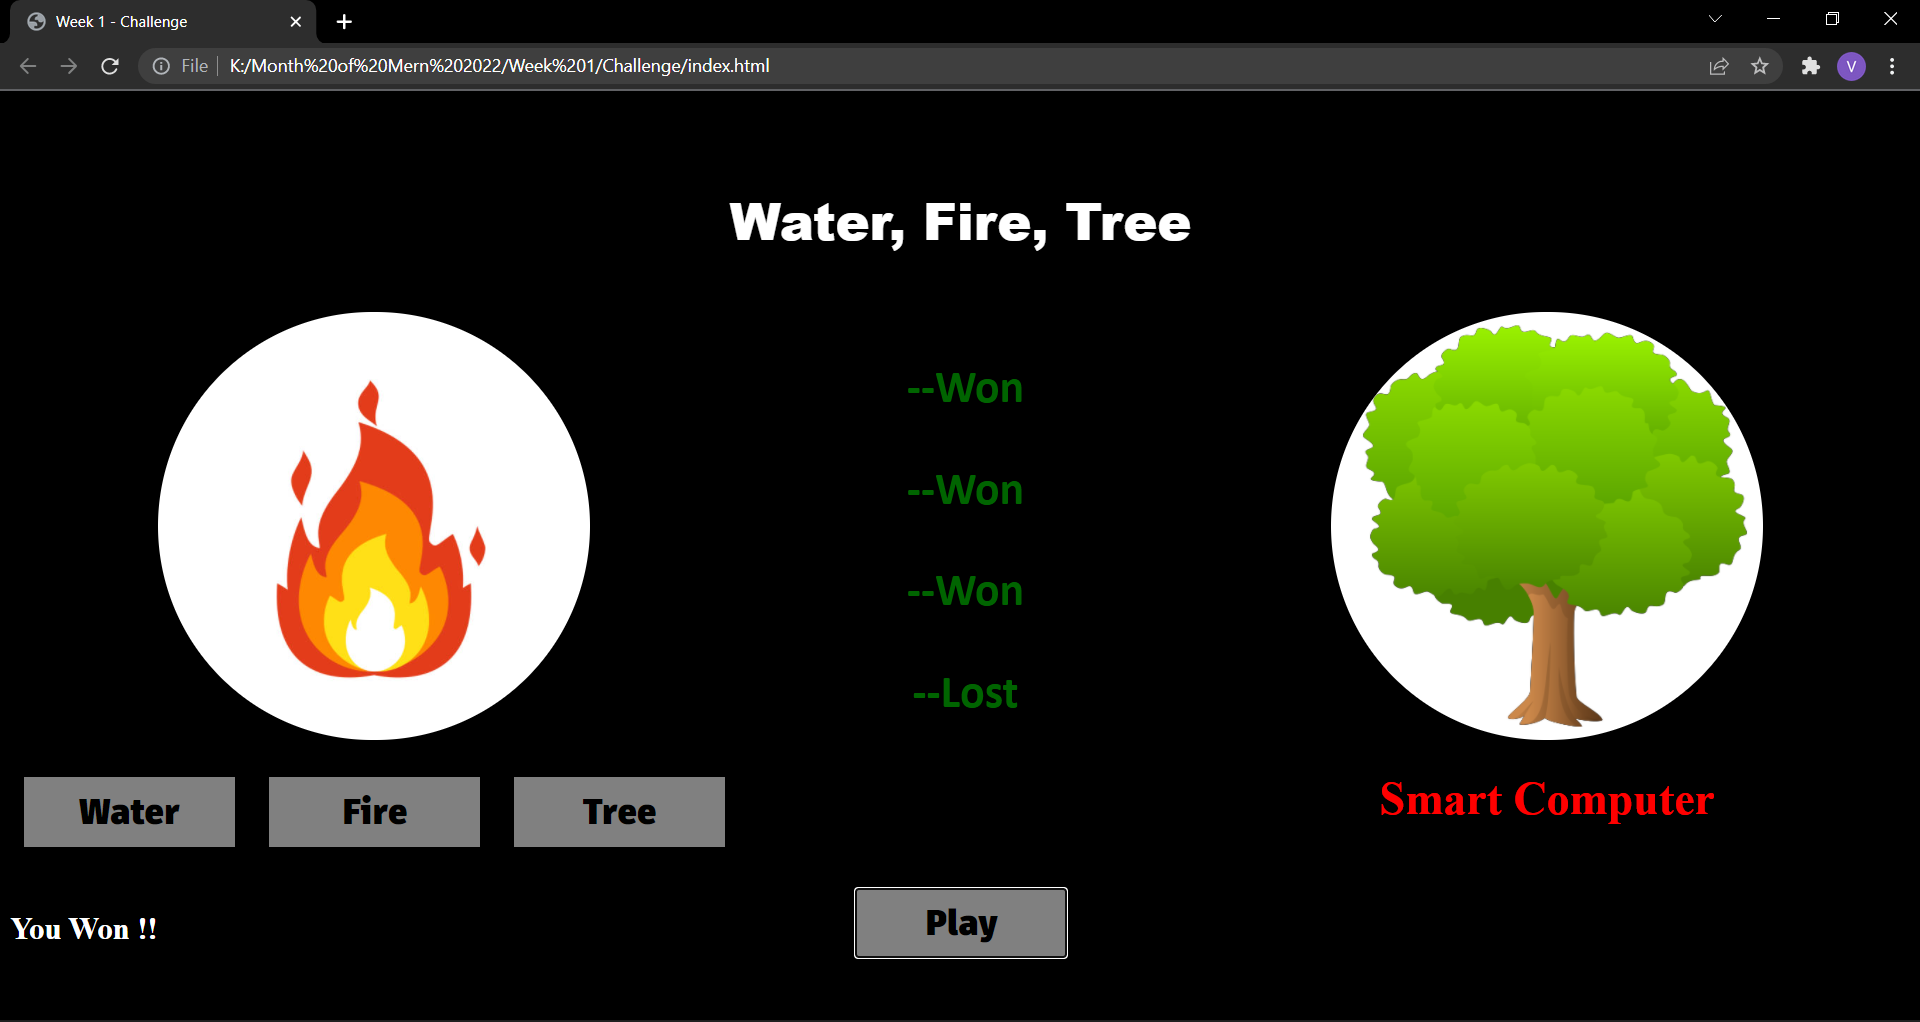 Week 1 - Challenge
File
K:/Month%20of%20Mern%202022/Week%201/Challenge/index.html
V
Water, Fire, Tree
--Won
--Won
--Won
--Lost
Water
Fire
Tree
Smart Computer
You Won !!
Play